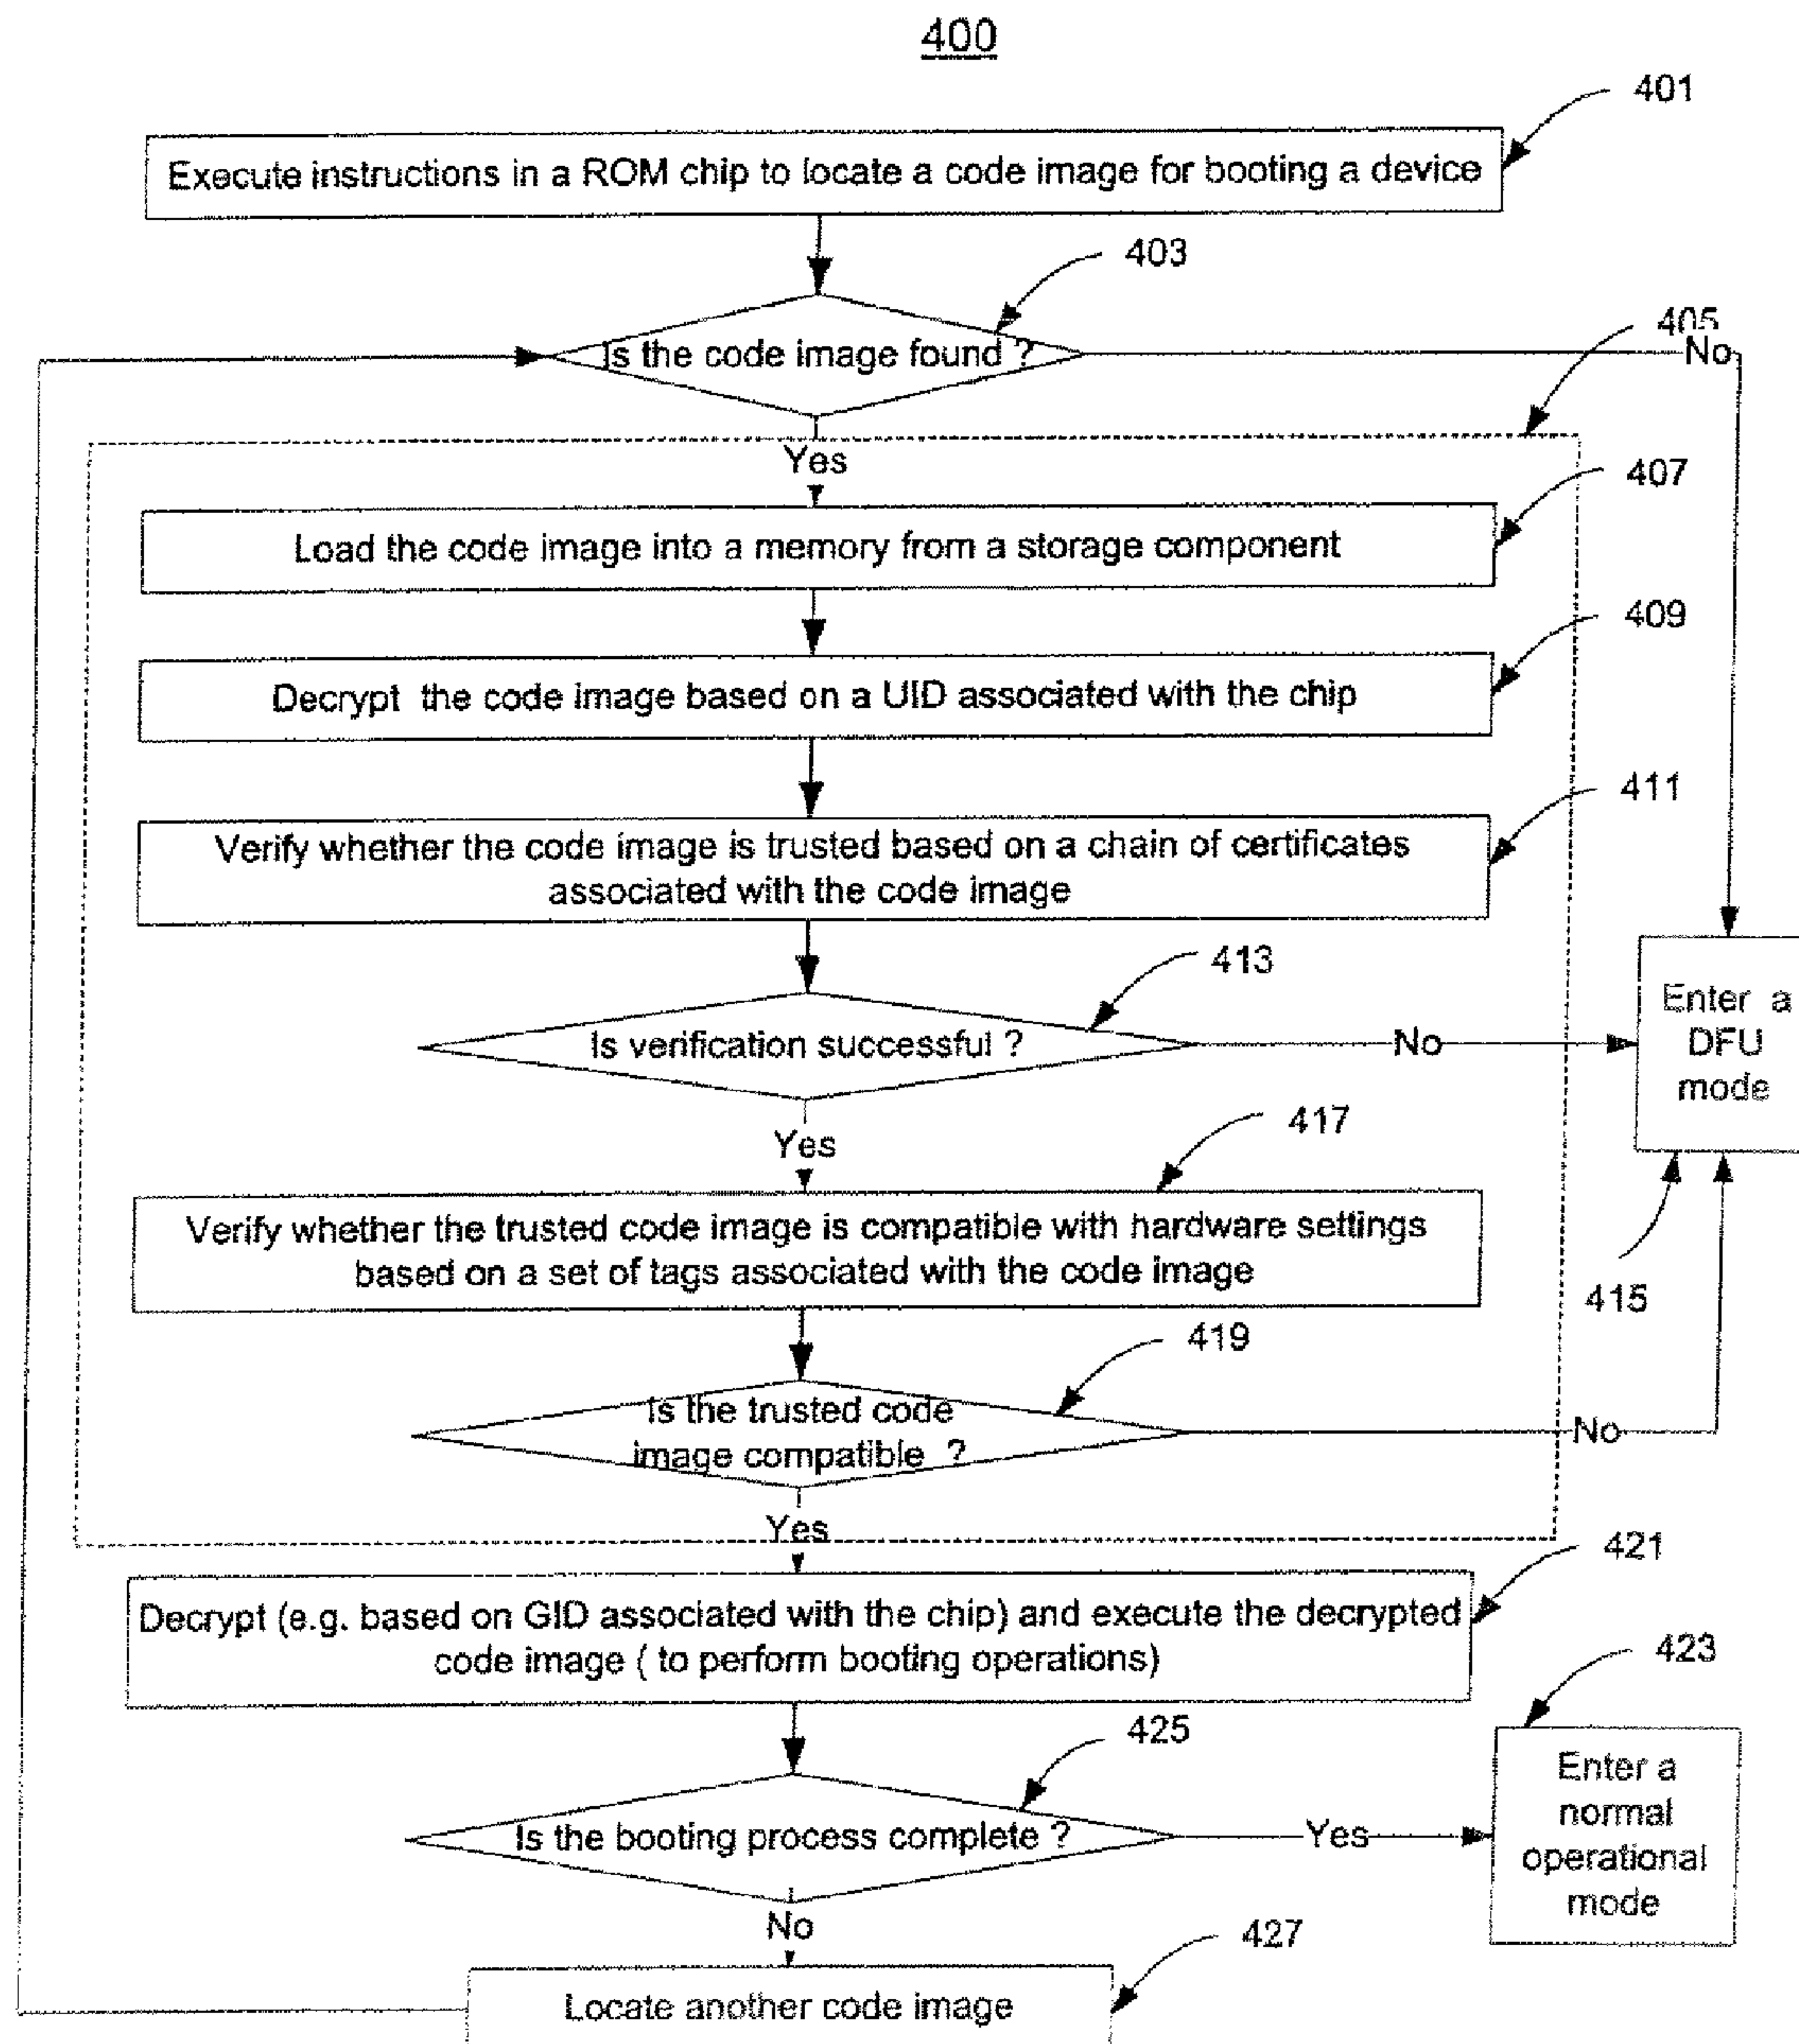 400
401
Execute instructions in a ROM chip to locate a code image for booting a device
403
Is the code image found ?
405
No
Yes
407
Load the code image into a memory from a storage component
409
Decrypt the code image based on a UID associated with the chip
411
Verify whether the code image is trusted based on a chain of certificates
associated with the code image
413
Is verification successful ?
No
Enter a
DFU
mode
Yes
417
Verify whether the trusted code image is compatible with hardware settings
based on a set of tags associated with the code image
415
419
Is the trusted code
image compatible ?
No
Yes
421
Decrypt (e.g. based on GID associated with the chip) and execute the decrypted
code image ( to perform booting operations)
423
425
Is the booting process complete ?
Yes
Enter a
normal
operational
mode
No
427
Locate another code image